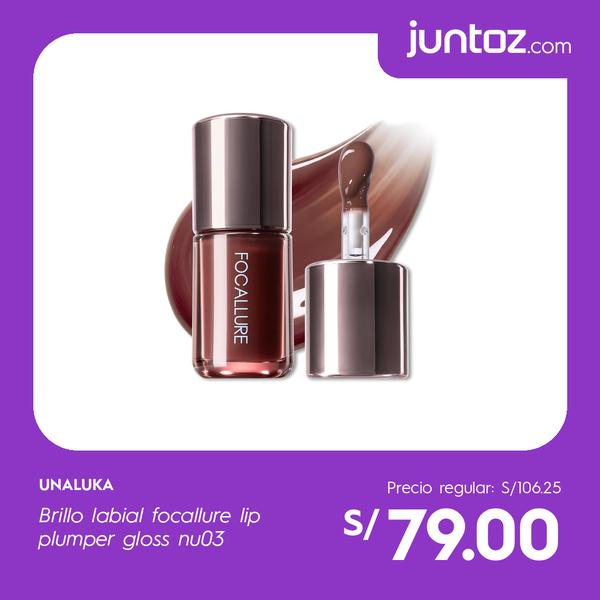 juntoz.com
FOCALLURE
UNALUKA
Brillo labial focallure lip
plumper gloss nu03
Precio regular: S/106.25
S/79.00